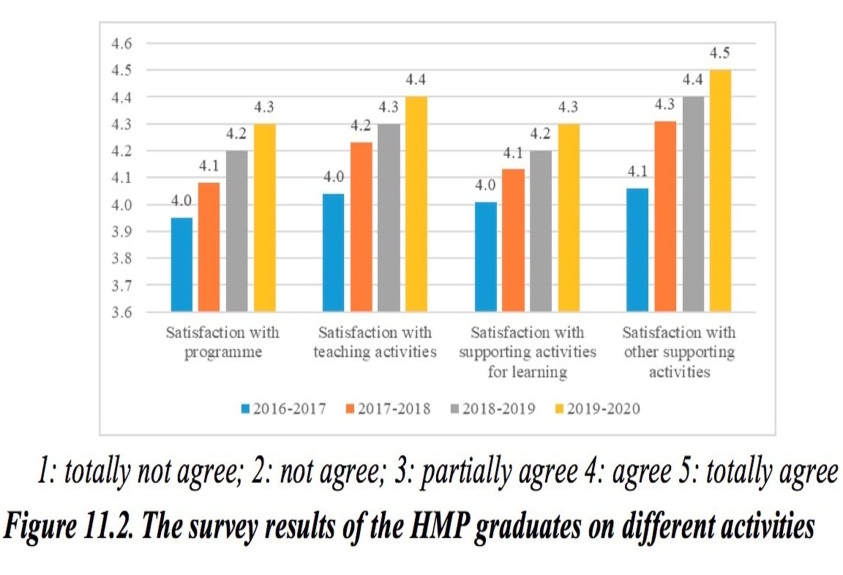 4.6
4.5
4.4
4.3
4.2
4.1
4.0
3.9
3.8
3.7
3.6
4.0 4.1 4.2 4.3
4.0 4.2 4.3 4.4
4.0 4.1 4.2 4.3
4.1 4.3 4.4 4.5
Satisfaction with
programme
Satisfaction with
teaching activities
Satisfaction with
supporting activities
for learning
Satisfaction with
other supporting
activities
2016-2017 2017-2018 2018-2019 2019-2020
1: totally not agree; 2: not agree; 3: partially agree 4: agree 5: totally agree
Figure 11.2. The survey results of the HMP graduates on different activities